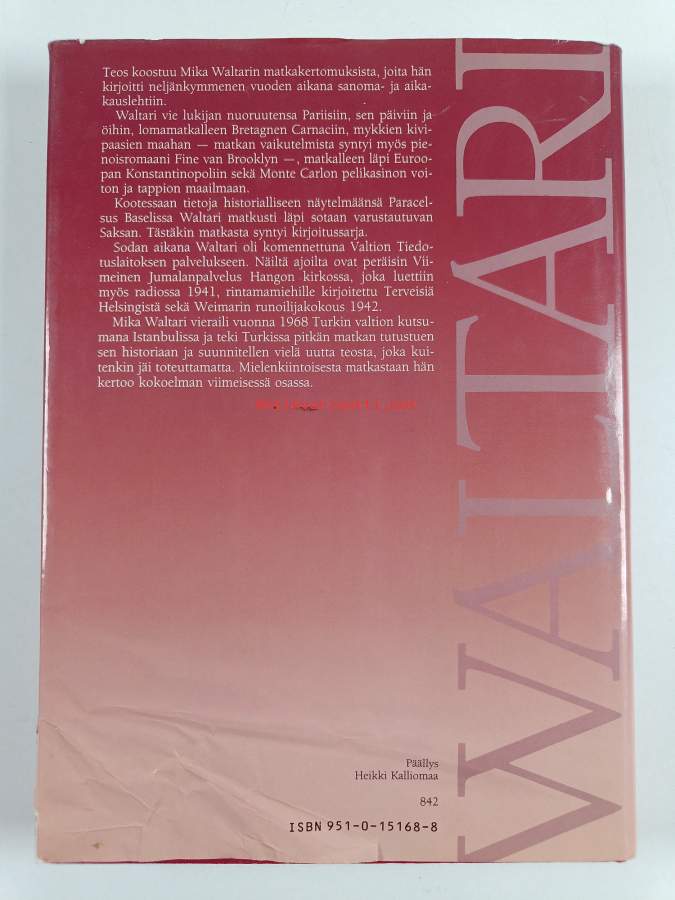 Teos koostuu Mika Waltarin matkakertomuksista, joita hän
kirjoitti neljänkymmenen vuoden aikana sanoma- ja aika-
kauslehtiin.
Waltari vie lukijan nuoruutensa Pariisiin, sen päiviin ja
öihin, lomamatkalleen Bretagnen Carnaciin, mykkien kivi-
paasien maahan — matkan vaikutelmista syntyi myös pie-
noisromaani Fine van Brooklyn —, matkalleen läpi Euroo-
pan Konstantinopoliin sekä Monte Carlon pelikasinon voi-
ton ja tappion maailmaan.
Kootessaan tietoja historialliseen näytelmäänsä Paracel-
sus Baselissa Waltari matkusti läpi sotaan varustautuvan
Saksan. Tästäkin matkasta syntyi kirjoitussarja.
Sodan aikana Waltari oli komennettuna Valtion Tiedo-
tuslaitoksen palvelukseen. Näiltä ajoilta ovat peräisin Vii-
meinen Jumalanpalvelus Hangon kirkossa, joka luettiin
myös radiossa 1941, rintamamiehille kirjoitettu Terveisiä
Helsingistä sekä Weimarin runoilijakokous 1942.
Mika Waltari vieraili vuonna 1968 Turkin valtion kutsu-
mana Istanbulissa ja teki Turkissa pitkän matkan tutustuen
sen historiaan ja suunnitellen vielä uutta teosta, joka kui-
tenkin jäi toteuttamatta. Mielenkiintoisesta matkastaan hän
kertoo kokoelman viimeisessä osassa.
WALTARI
Päällys
Heikki Kalliomaa
842
ISBN 951-0-15168-8